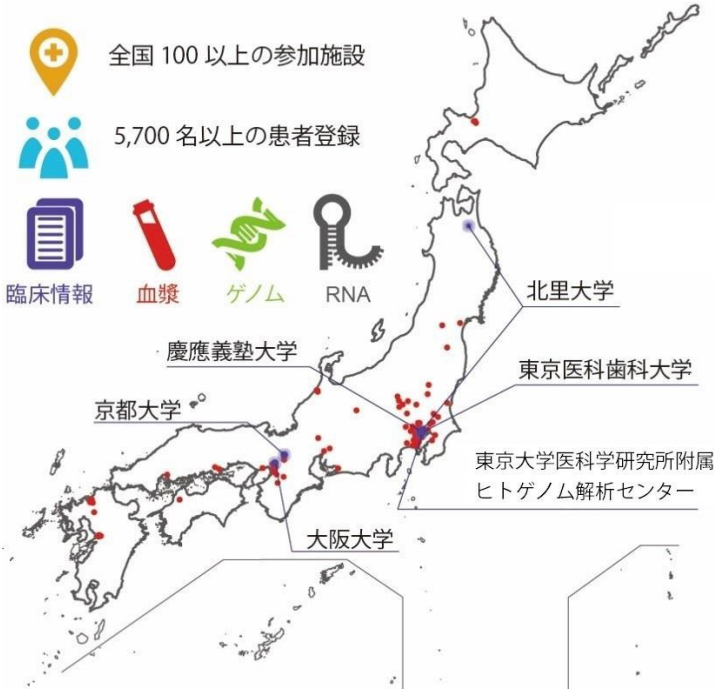 全国 100 以上の参加施設
5,700 名以上の患者登録
臨床情報
血漿
ゲノム
RNA
北里大学
慶應義塾大学
東京医科歯科大学
京都大学
東京大学医科学研究所附属
ヒトゲノム解析センター
大阪大学